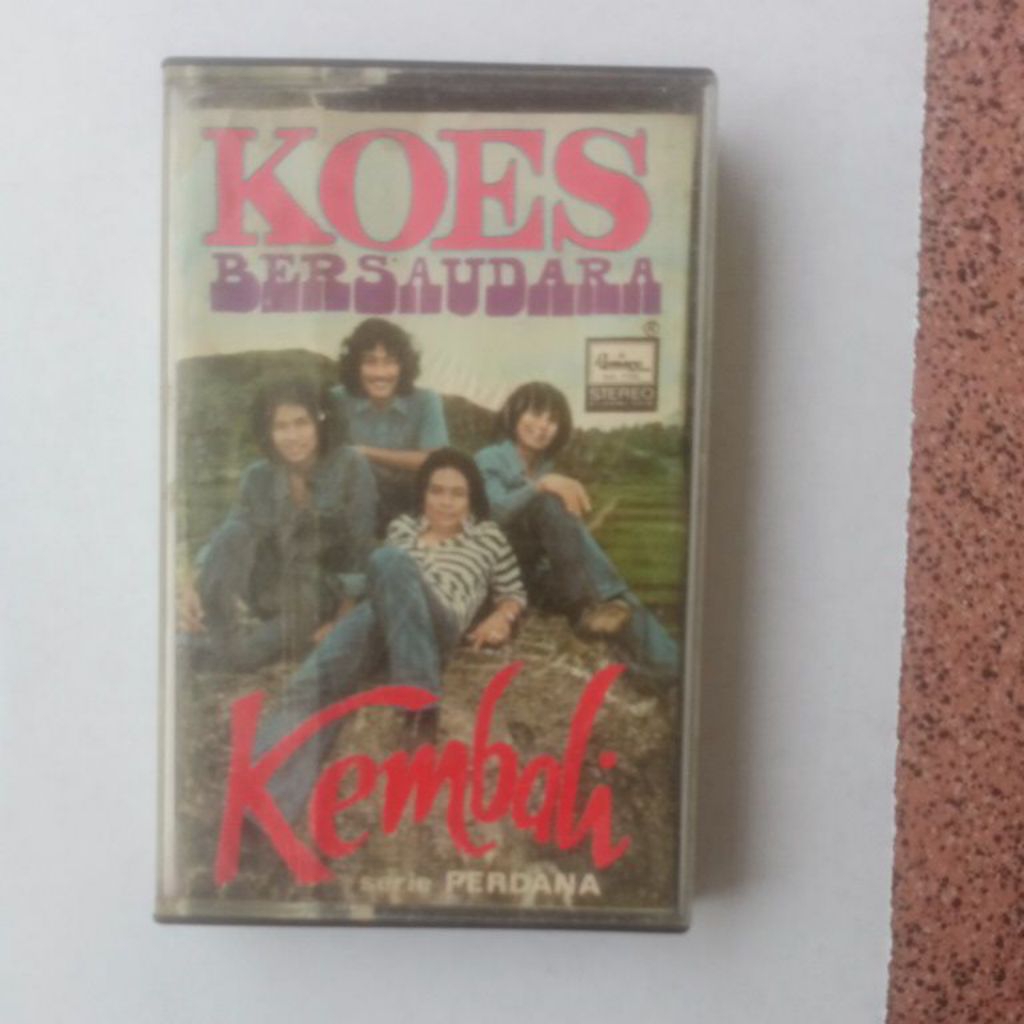 KOES
BERSAUDARA
®
STEREO
Kembali
serie PERDANA